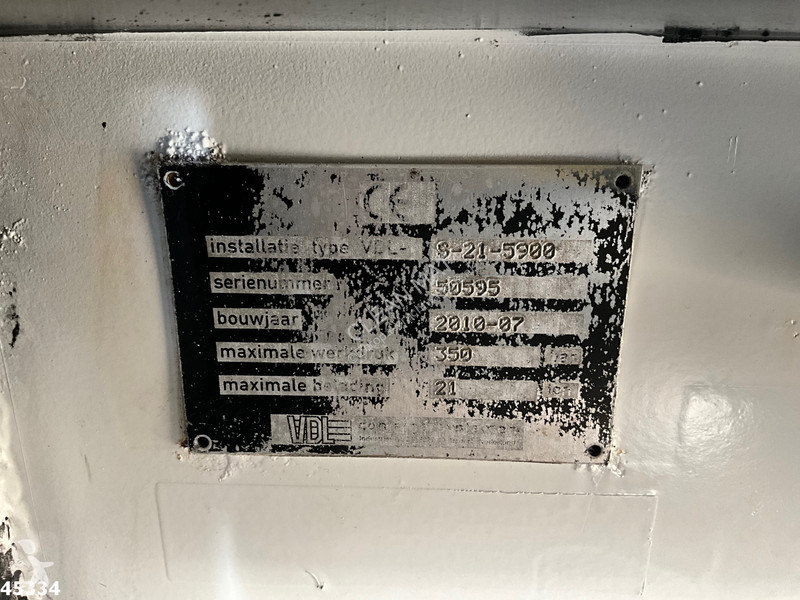 CE
installatie type VDL- S-21-5900
serienummer 50595
bouwjaar 2010-07
maximale werkdruk 350 bar
maximale belading 21 ton
VDL
45334